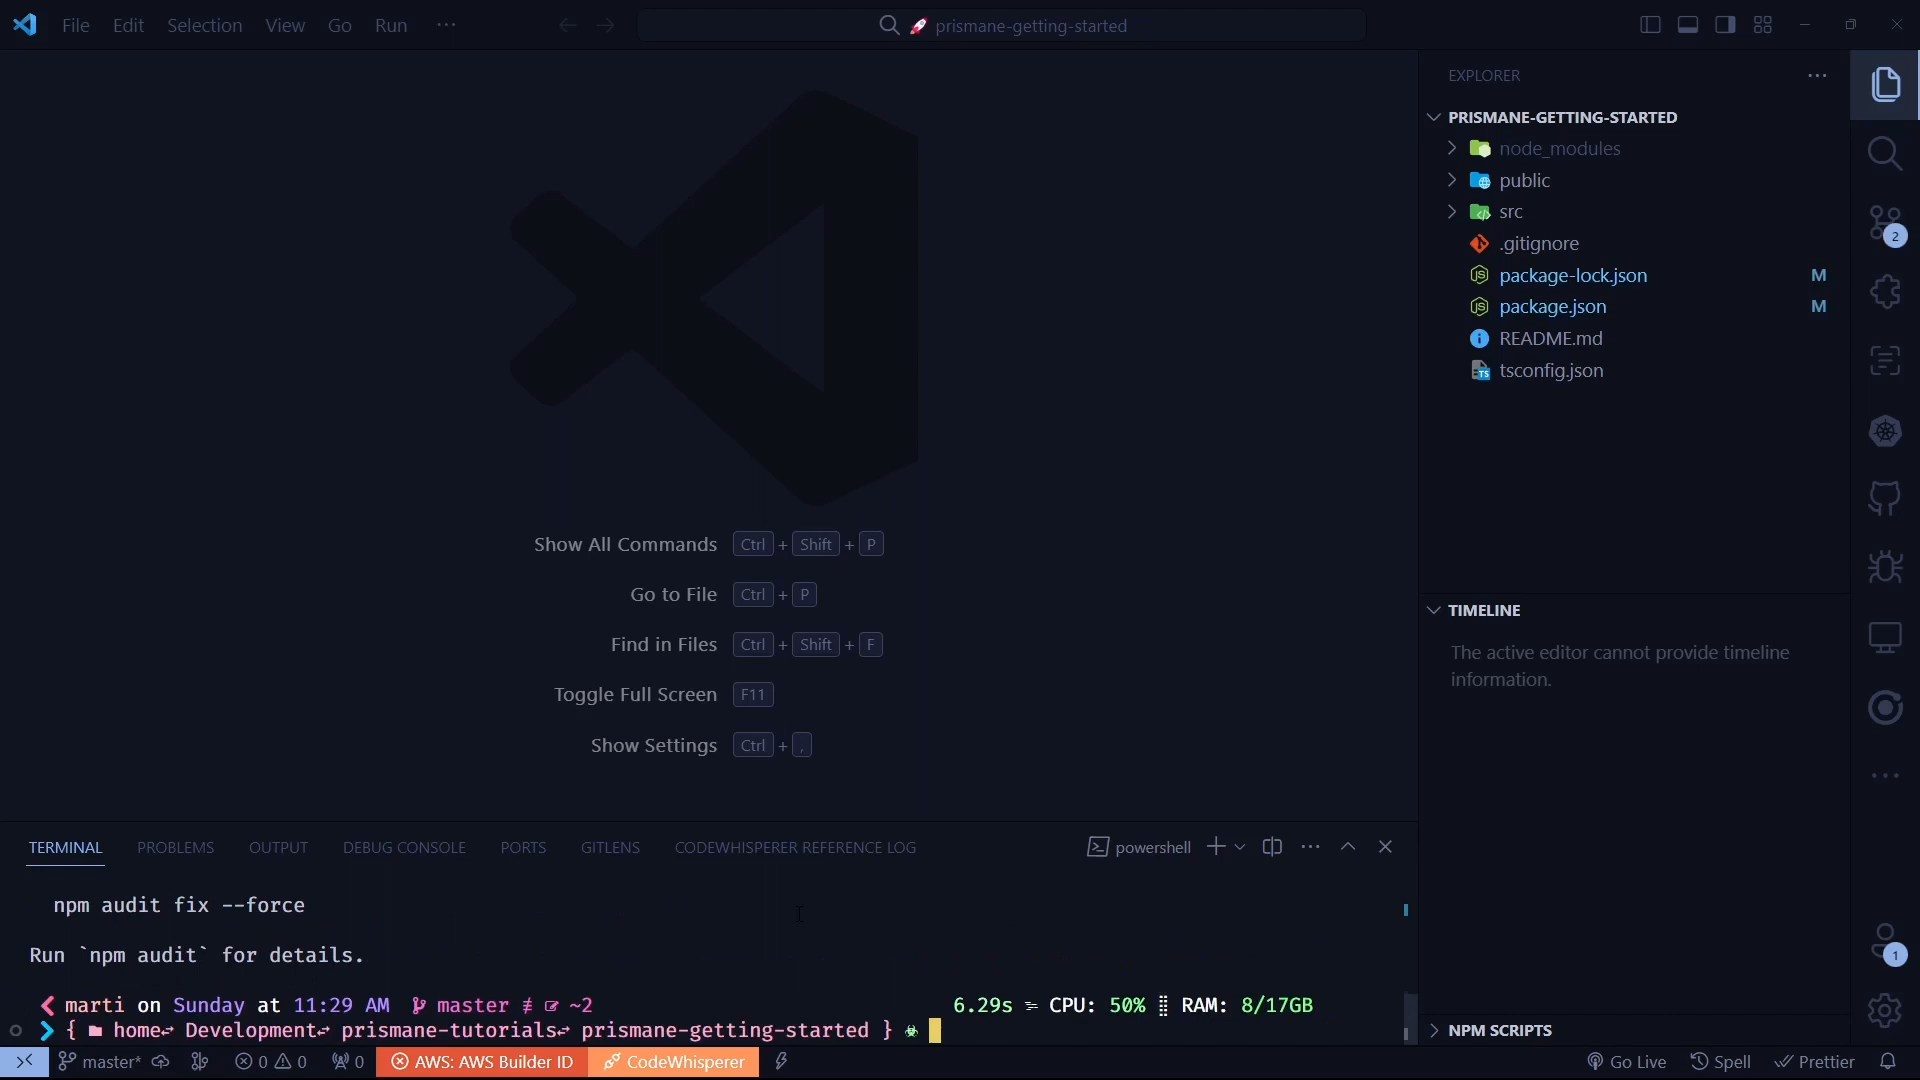 File Edit Selection View Go Run ···
prismane-getting-started
EXPLORER
PRISMANE-GETTING-STARTED
node_modules
public
src
.gitignore
package-lock.json M
package.json M
README.md
tsconfig.json
2
Show All Commands Ctrl + Shift + P
Go to File Ctrl + P
Find in Files Ctrl + Shift + F
Toggle Full Screen F11
Show Settings Ctrl + ,
TIMELINE
The active editor cannot provide timeline
information.
TERMINAL PROBLEMS OUTPUT DEBUG CONSOLE PORTS GITLENS CODEWHISPERER REFERENCE LOG powershell
npm audit fix --force
Run `npm audit` for details.
marti on Sunday at 11:29 AM master ≢ ~2 6.29s CPU: 50% RAM: 8/17GB
{ home Development prismane-tutorials prismane-getting-started }
1
NPM SCRIPTS
master* 0 0 0 AWS: AWS Builder ID CodeWhisperer Go Live Spell Prettier